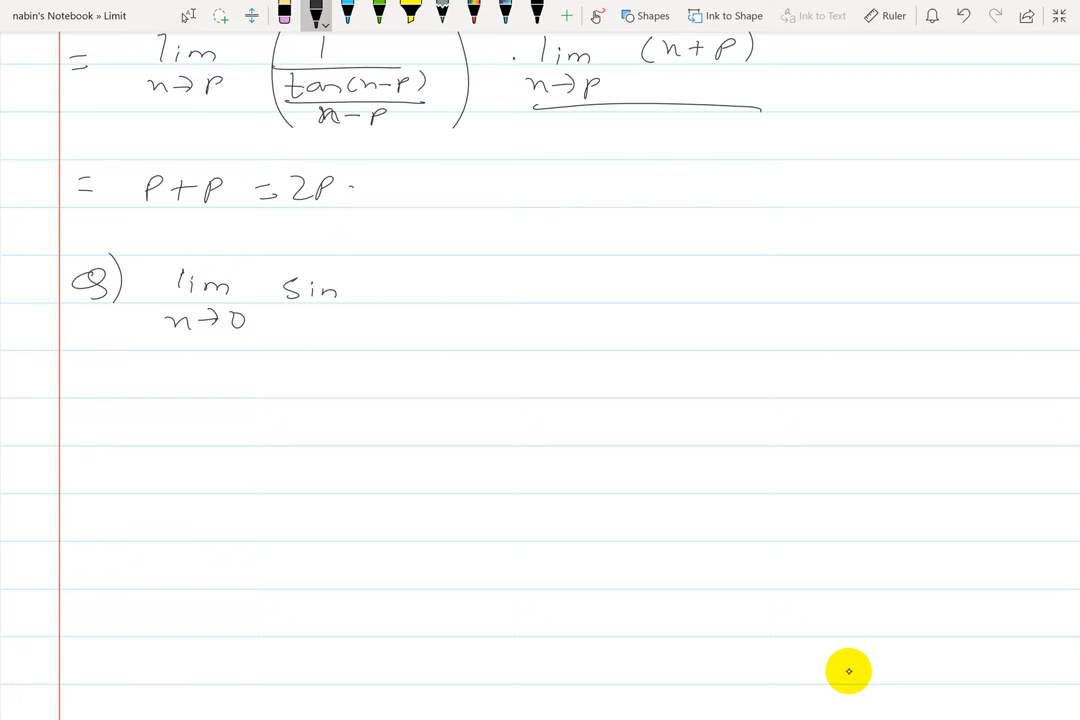 nabin's Notebook » Limit Shapes Ink to Shape Ink to Text Ruler
= lim n→p (1 / (tan(n-p) / n-p)) . lim n→p (n+p)
= p+p = 2p.
Q) lim n→0 sin